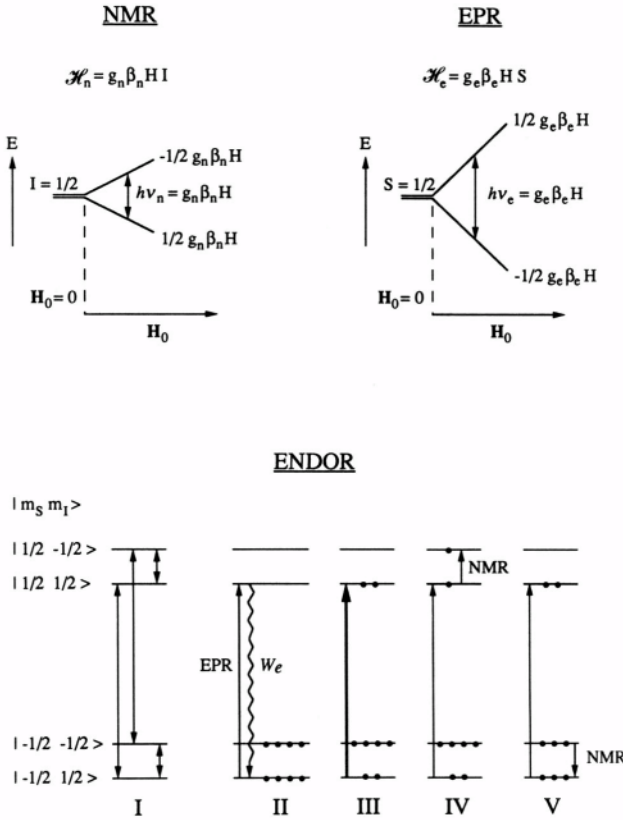 NMR
ℋn = gnβnH I
E
I = 1/2
-1/2 gnβnH
hνn = gnβnH
1/2 gnβnH
H0 = 0
H0
EPR
ℋe = geβeH S
E
S = 1/2
1/2 geβeH
hνe = geβeH
-1/2 geβeH
H0 = 0
H0
ENDOR
| mS mI >
| 1/2 -1/2 >
| 1/2 1/2 >
NMR
EPR
We
| -1/2 -1/2 >
| -1/2 1/2 >
NMR
I II III IV V